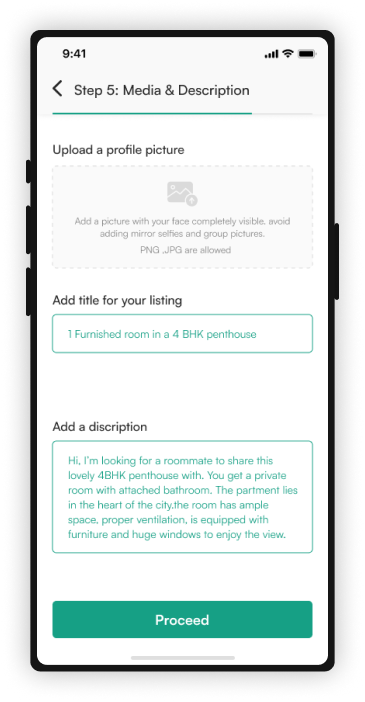 9:41
Step 5: Media & Description
Upload a profile picture
Add a picture with your face completely visible. avoid
adding mirror selfies and group pictures.
PNG ,JPG are allowed
Add title for your listing
1 Furnished room in a 4 BHK penthouse
Add a discription
Hi, I'm looking for a roommate to share this
lovely 4BHK penthouse with. You get a private
room with attached bathroom. The partment lies
in the heart of the city.the room has ample
space, proper ventilation, is equipped with
furniture and huge windows to enjoy the view.
Proceed